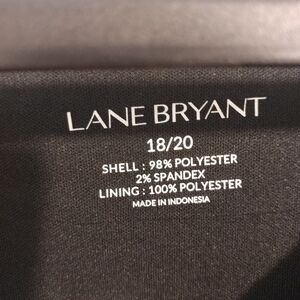 LANE BRYANT
18/20
SHELL : 98% POLYESTER
2% SPANDEX
LINING : 100% POLYESTER
MADE IN INDONESIA